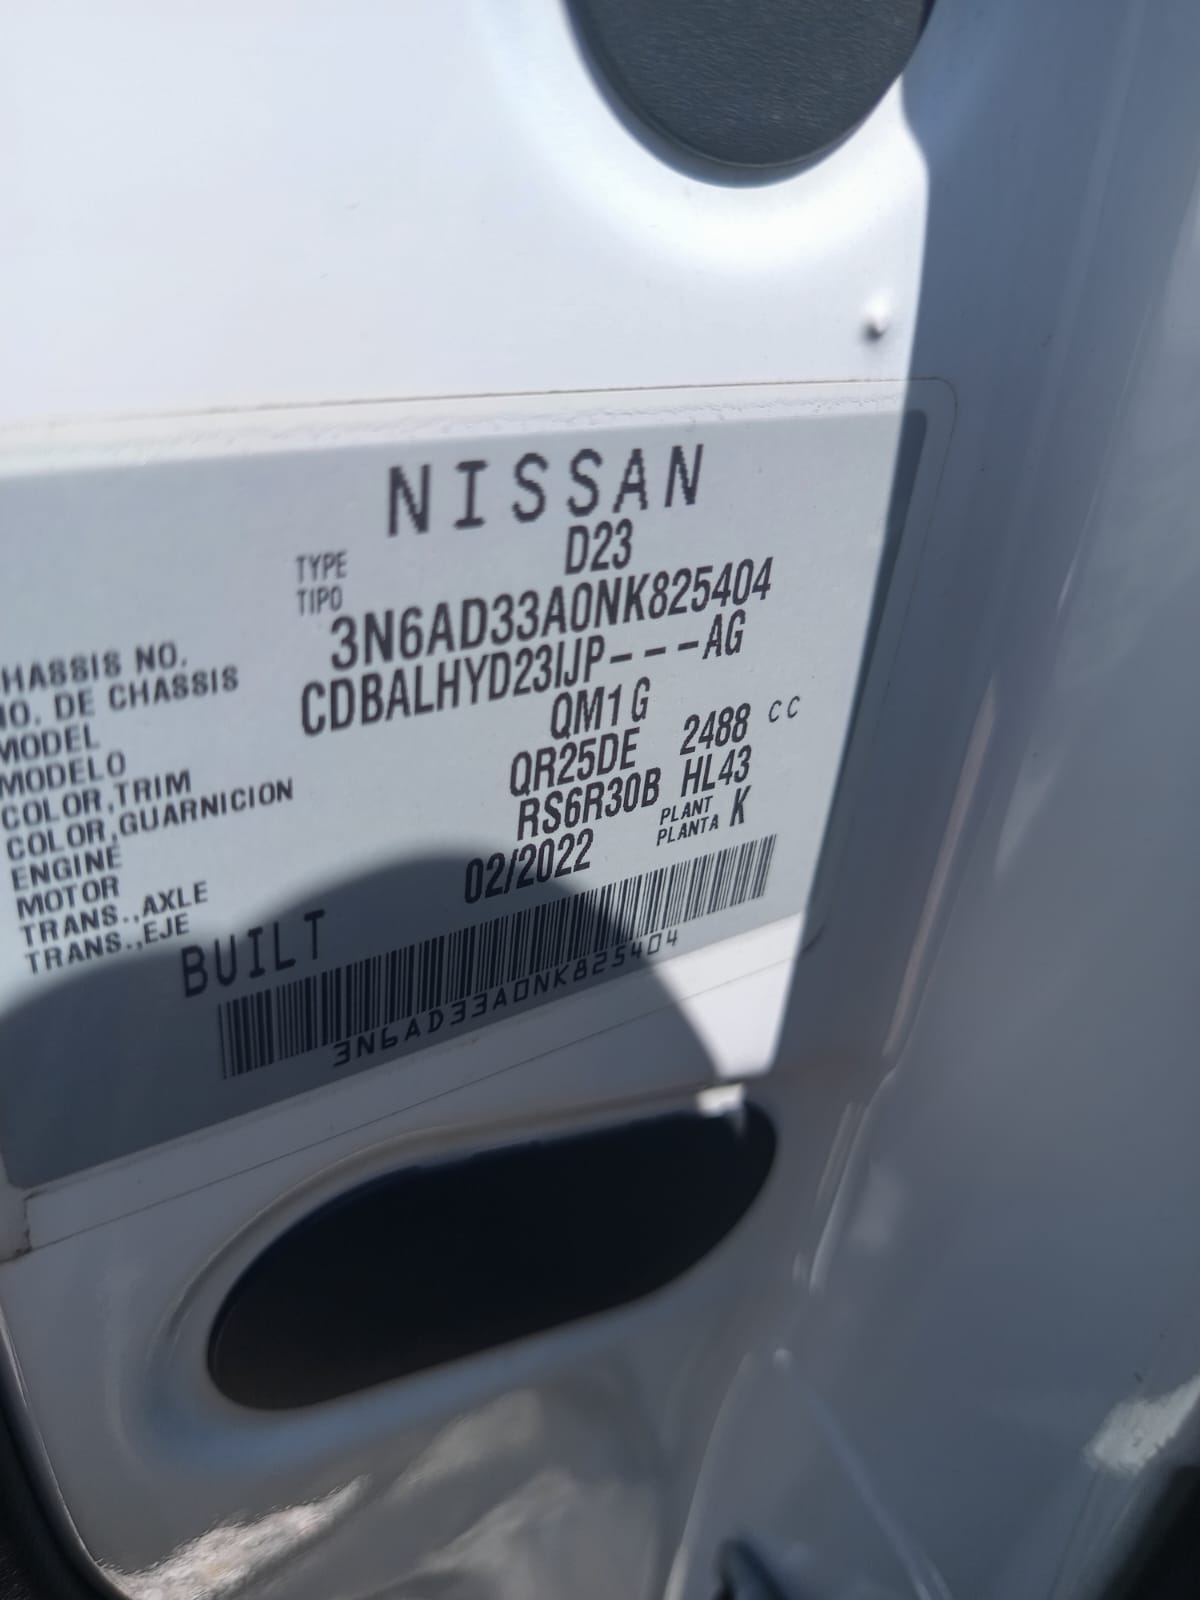 NISSAN
TYPE
TIPO D23
CHASSIS NO. 3N6AD33A0NK825404
NO. DE CHASSIS
MODEL CDBALHYD23IJP---AG
MODELO
COLOR,TRIM QM1 G
COLOR,GUARNICION
ENGINE QR25DE 2488 CC
MOTOR
TRANS.,AXLE RS6R30B HL43
TRANS.,EJE
PLANT
PLANTA K
BUILT 02/2022
3N6AD33A0NK825404